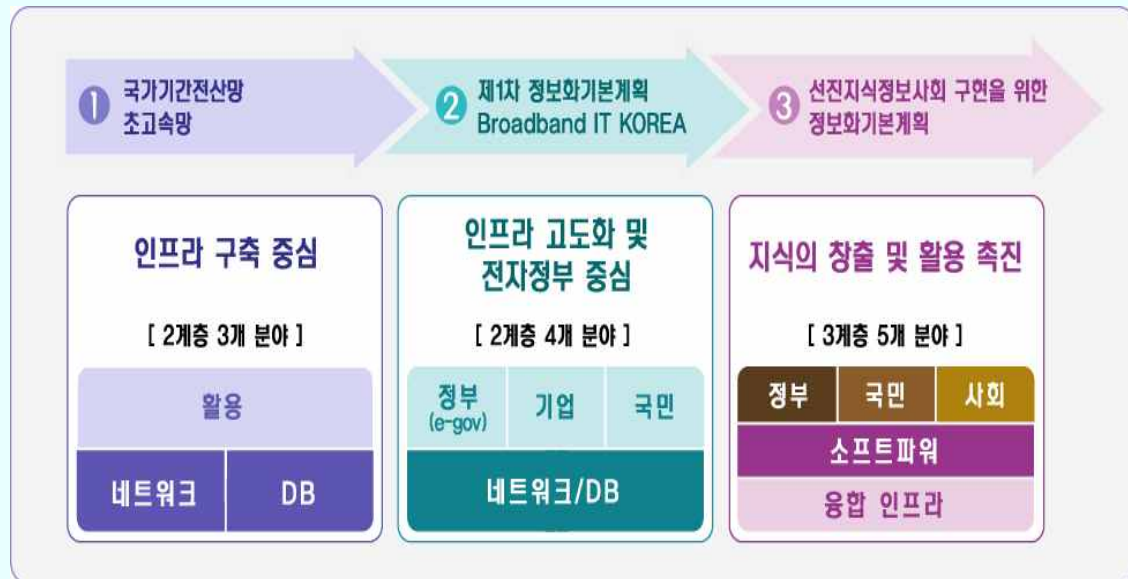 1 국가기간전산망
초고속망
2 제1차 정보화기본계획
Broadband IT KOREA
3 선진지식정보사회 구현을 위한
정보화기본계획
인프라 구축 중심
[ 2계층 3개 분야 ]
활용
네트워크 DB
인프라 고도화 및
전자정부 중심
[ 2계층 4개 분야 ]
정부 기업 국민
(e-gov)
네트워크/DB
지식의 창출 및 활용 촉진
[ 3계층 5개 분야 ]
정부 국민 사회
소프트파워
융합 인프라